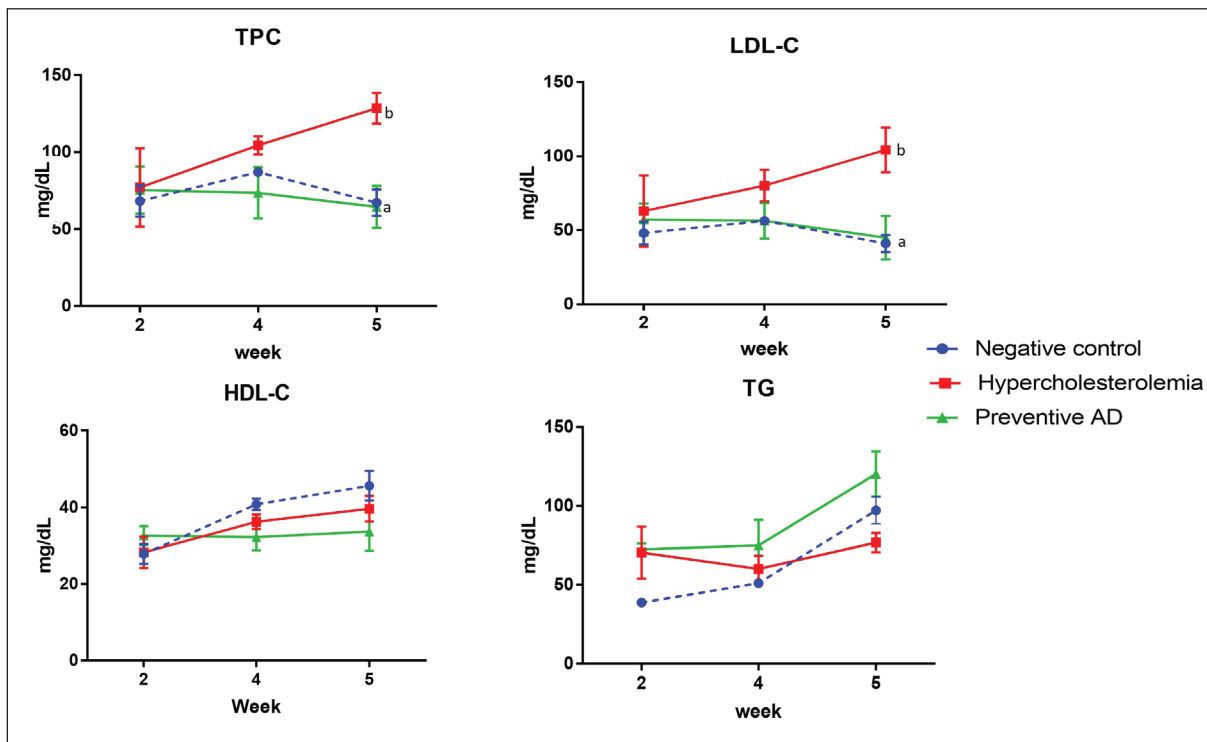 TPC
150
100
50
0
mg/dL
b
a
2 4 5
week
LDL-C
150
100
50
0
mg/dL
b
a
2 4 5
week
Negative control
Hypercholesterolemia
Preventive AD
HDL-C
60
40
20
0
mg/dL
2 4 5
Week
TG
150
100
50
0
mg/dL
2 4 5
week